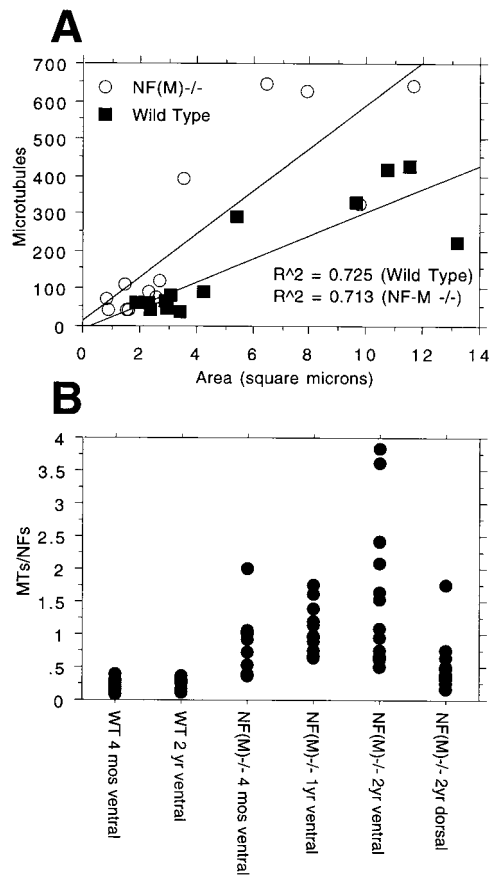 A
700
600
500
400
300
200
100
0
Microtubules
NF(M)-/-
Wild Type
R^2 = 0.725 (Wild Type)
R^2 = 0.713 (NF-M -/-)
0 2 4 6 8 10 12 14
Area (square microns)
B
4
3.5
3
2.5
2
1.5
1
.5
0
MTs/NFs
WT 4 mos ventral
WT 2 yr ventral
NF(M)-/- 4 mos ventral
NF(M)-/- 1yr ventral
NF(M)-/- 2yr ventral
NF(M)-/- 2yr dorsal